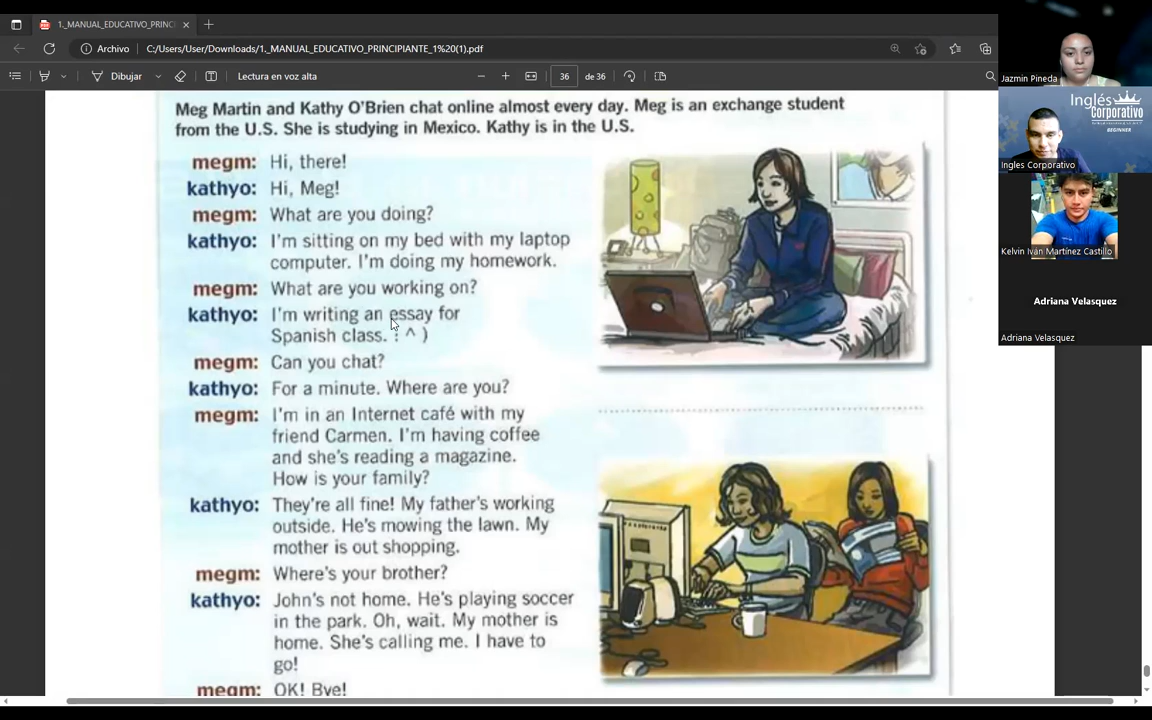 1._MANUAL_EDUCATIVO_PRINCI
Archivo
C:/Users/User/Downloads/1._MANUAL_EDUCATIVO_PRINCIPIANTE_1%20(1).pdf
Dibujar
Lectura en voz alta
36
de 36
Meg Martin and Kathy O'Brien chat online almost every day. Meg is an exchange student
from the U.S. She is studying in Mexico. Kathy is in the U.S.
megm: Hi, there!
kathyo: Hi, Meg!
megm: What are you doing?
kathyo: I'm sitting on my bed with my laptop
computer. I'm doing my homework.
megm: What are you working on?
kathyo: I'm writing an essay for
Spanish class. : ^ )
megm: Can you chat?
kathyo: For a minute. Where are you?
megm: I'm in an Internet café with my
friend Carmen. I'm having coffee
and she's reading a magazine.
How is your family?
kathyo: They're all fine! My father's working
outside. He's mowing the lawn. My
mother is out shopping.
megm: Where's your brother?
kathyo: John's not home. He's playing soccer
in the park. Oh, wait. My mother is
home. She's calling me. I have to
go!
megm: OK! Bye!
Jazmin Pineda
Inglés
Corporativo
BEGINNER
Ingles Corporativo
Kelvin Iván Martínez Castillo
Adriana Velasquez
Adriana Velasquez